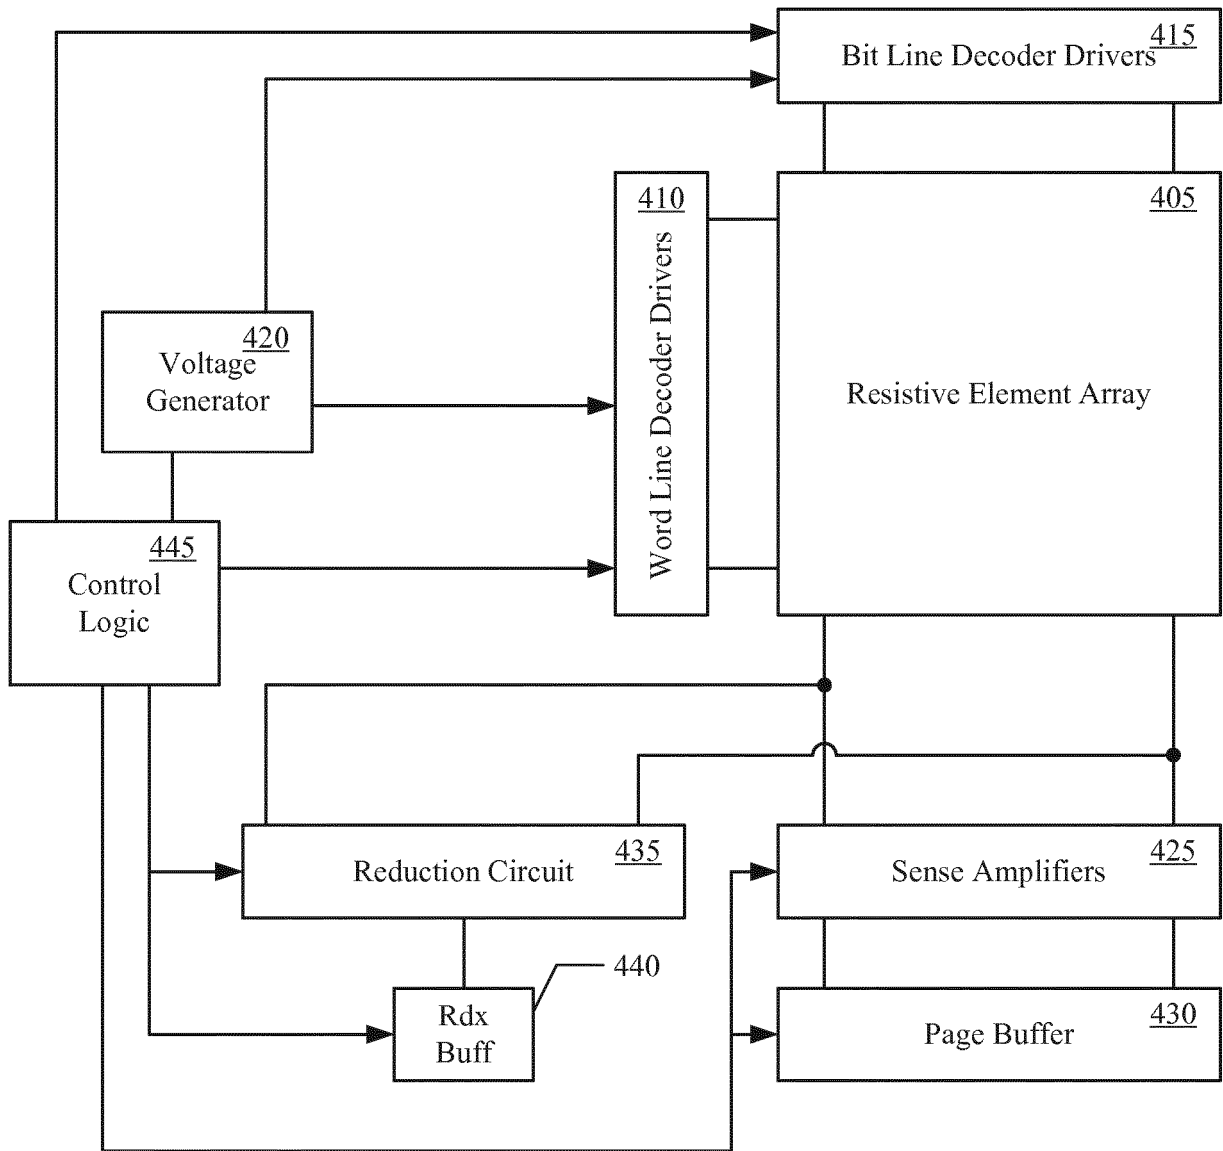 415
Bit Line Decoder Drivers
410
Word Line Decoder Drivers
405
Resistive Element Array
420
Voltage
Generator
445
Control
Logic
435
Reduction Circuit
425
Sense Amplifiers
440
Rdx
Buff
430
Page Buffer